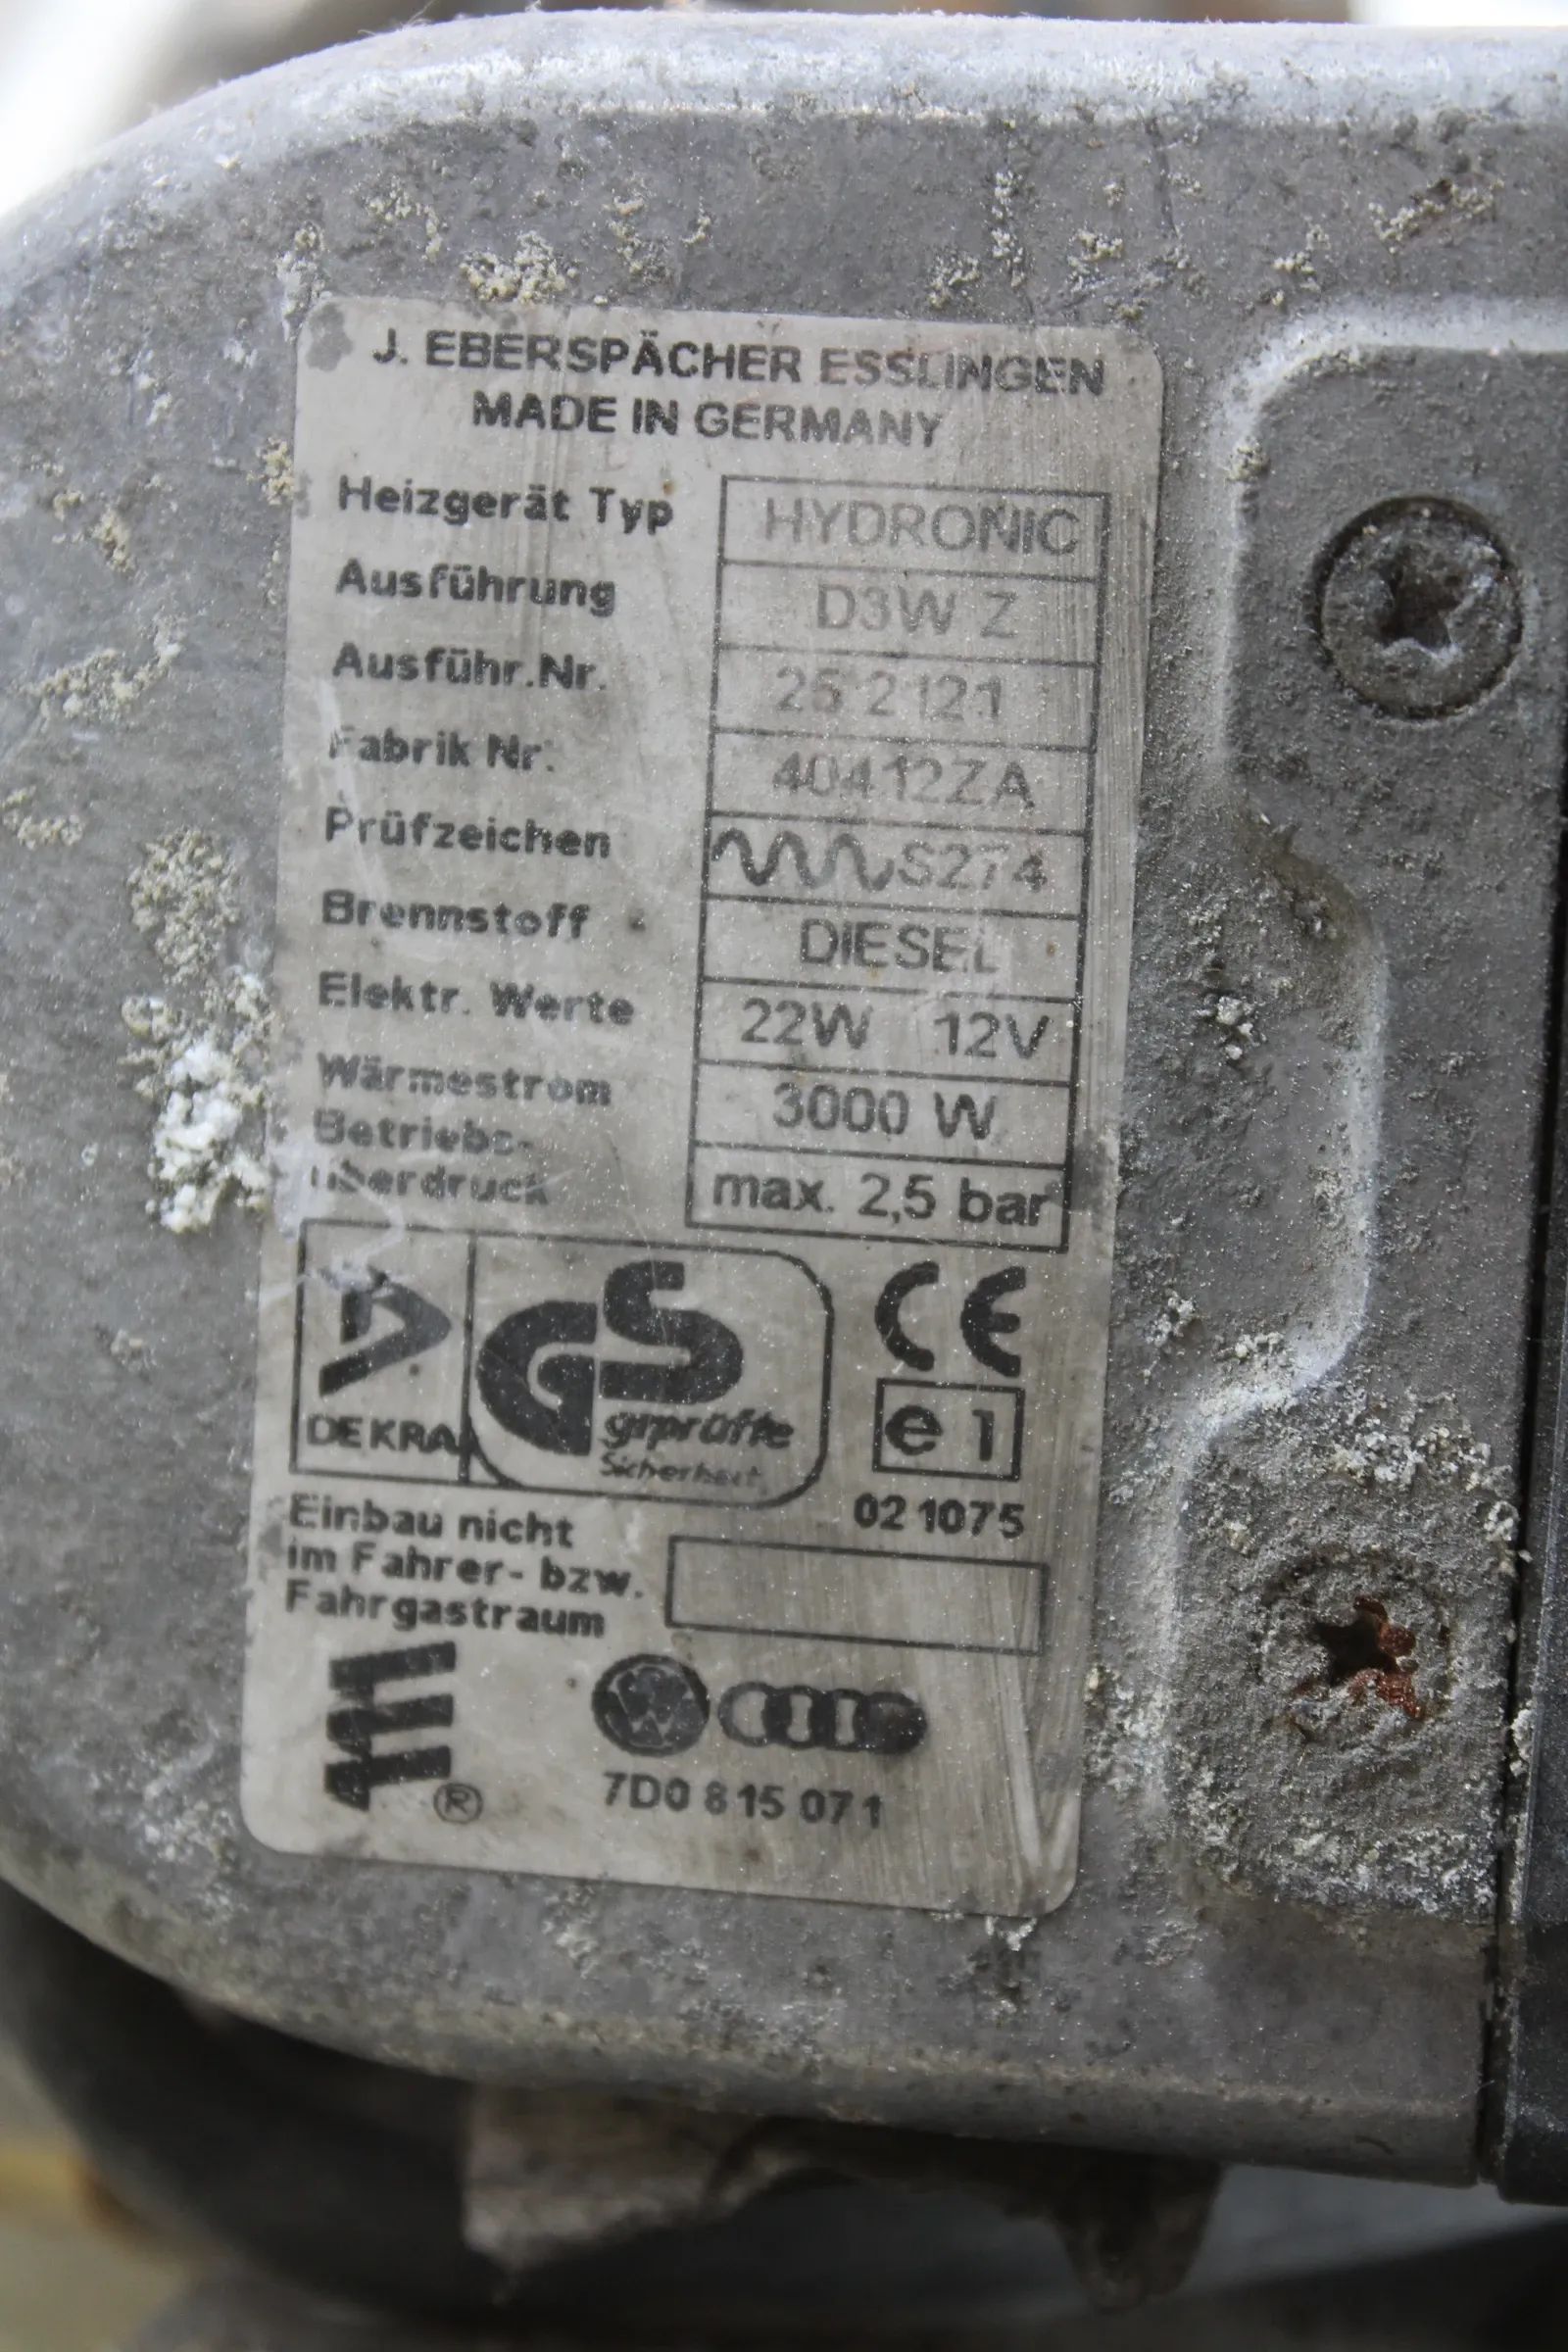 J. EBERSPÄCHER ESSLINGEN
MADE IN GERMANY
Heizgerät Typ HYDRONIC
Ausführung D3W Z
Ausführ.Nr. 25 2121
Fabrik Nr. 40412ZA
Prüfzeichen S274
Brennstoff DIESEL
Elektr. Werte 22W 12V
Wärmestrom 3000 W
Betriebs-
überdruck max. 2,5 bar
DEKRA
GS
geprüfte
Sicherheit
CE
e 1
02 1075
Einbau nicht
im Fahrer- bzw.
Fahrgastraum
®
7D0 815 071